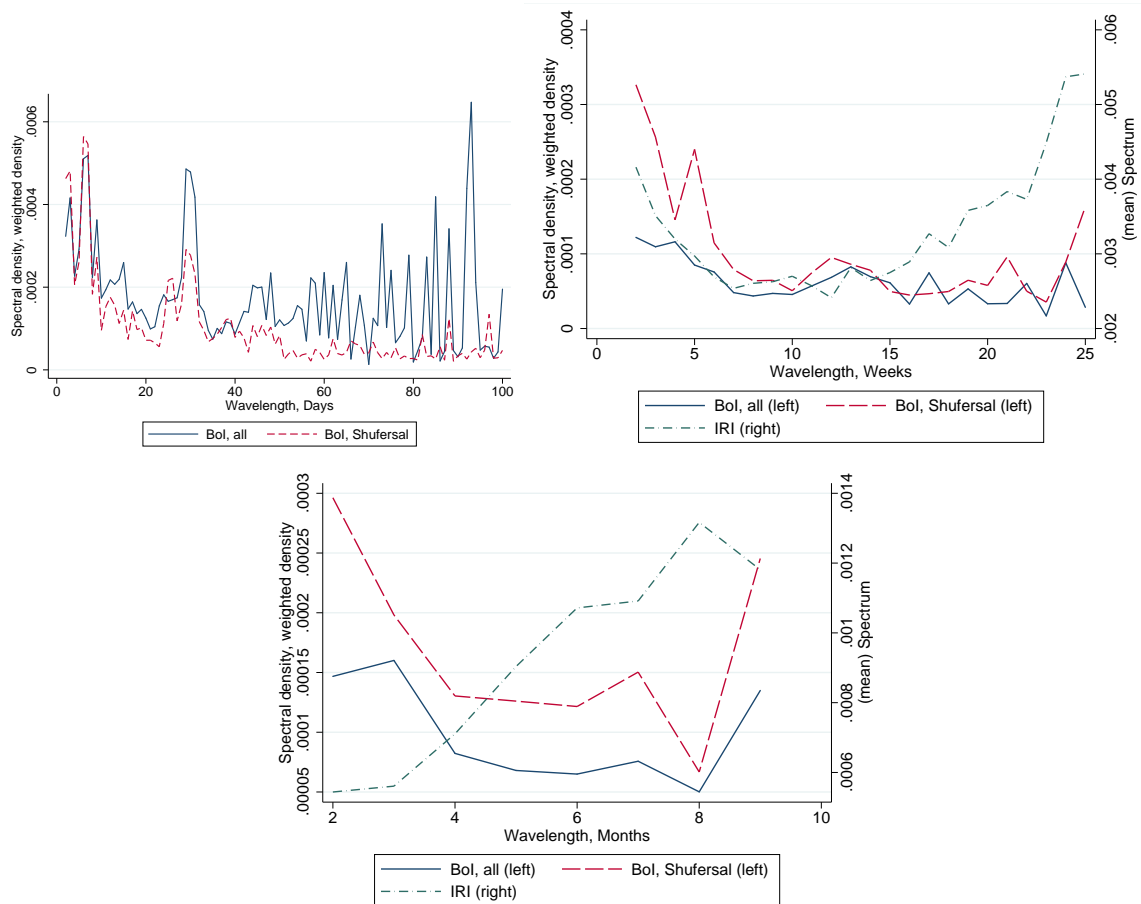 Spectral density, weighted density
0
.0002
.0004
.0006
0
20
40
60
80
100
Wavelength, Days
BoI, all
BoI, Shufersal
Spectral density, weighted density
0
.0001
.0002
.0003
.0004
.002
.003
.004
.005
.006
(mean) Spectrum
0
5
10
15
20
25
Wavelength, Weeks
BoI, all (left)
BoI, Shufersal (left)
IRI (right)
Spectral density, weighted density
.00005
.0001
.00015
.0002
.00025
.0003
.0006
.0008
.001
.0012
.0014
(mean) Spectrum
2
4
6
8
10
Wavelength, Months
BoI, all (left)
BoI, Shufersal (left)
IRI (right)